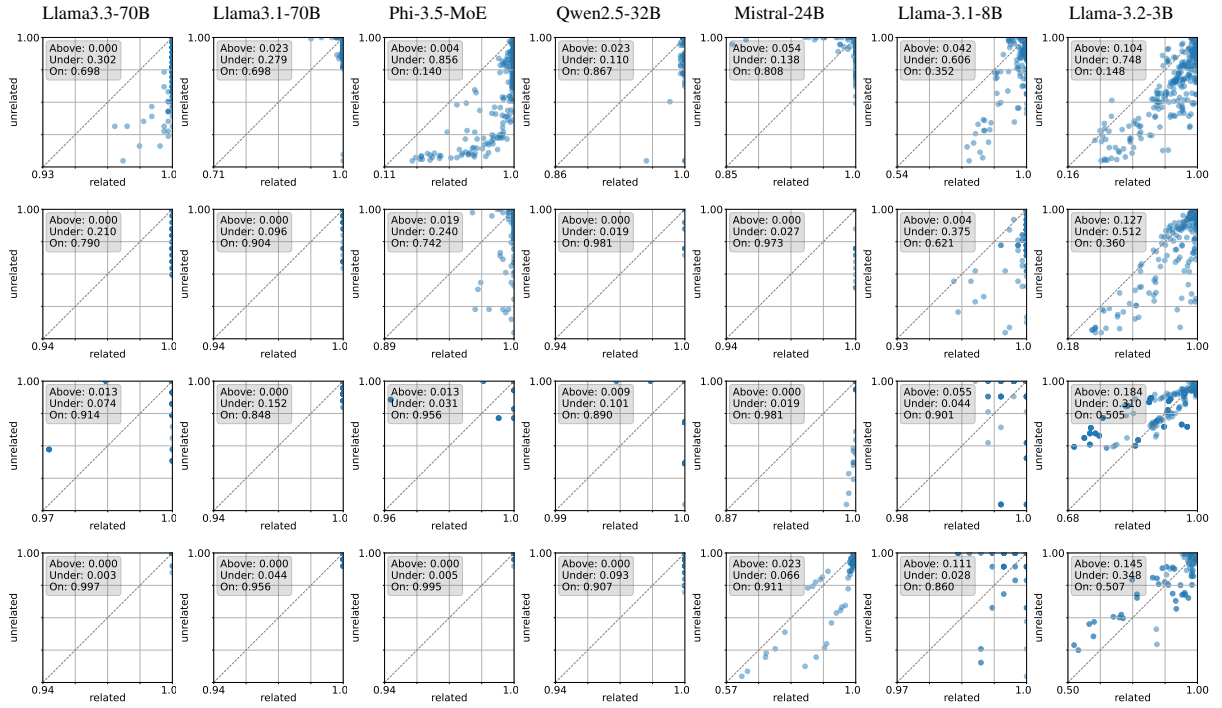 Llama3.3-70B Llama3.1-70B Phi-3.5-MoE Qwen2.5-32B Mistral-24B Llama-3.1-8B Llama-3.2-3B
1.00 Above: 0.000 Under: 0.302 On: 0.698 unrelated 0.93 related 1.0
1.00 Above: 0.023 Under: 0.279 On: 0.698 unrelated 0.71 related 1.0
1.00 Above: 0.004 Under: 0.856 On: 0.140 unrelated 0.11 related 1.0
1.00 Above: 0.023 Under: 0.110 On: 0.867 unrelated 0.86 related 1.0
1.00 Above: 0.054 Under: 0.138 On: 0.808 unrelated 0.85 related 1.0
1.00 Above: 0.042 Under: 0.606 On: 0.352 unrelated 0.54 related 1.0
1.00 Above: 0.104 Under: 0.748 On: 0.148 unrelated 0.16 related 1.00
1.00 Above: 0.000 Under: 0.210 On: 0.790 unrelated 0.94 related 1.0
1.00 Above: 0.000 Under: 0.096 On: 0.904 unrelated 0.94 related 1.0
1.00 Above: 0.019 Under: 0.240 On: 0.742 unrelated 0.89 related 1.0
1.00 Above: 0.000 Under: 0.019 On: 0.981 unrelated 0.94 related 1.0
1.00 Above: 0.000 Under: 0.027 On: 0.973 unrelated 0.94 related 1.0
1.00 Above: 0.004 Under: 0.375 On: 0.621 unrelated 0.93 related 1.0
1.00 Above: 0.127 Under: 0.512 On: 0.360 unrelated 0.18 related 1.00
1.00 Above: 0.013 Under: 0.074 On: 0.914 unrelated 0.97 related 1.0
1.00 Above: 0.000 Under: 0.152 On: 0.848 unrelated 0.94 related 1.0
1.00 Above: 0.013 Under: 0.031 On: 0.956 unrelated 0.96 related 1.0
1.00 Above: 0.009 Under: 0.101 On: 0.890 unrelated 0.99 related 1.0
1.00 Above: 0.000 Under: 0.019 On: 0.981 unrelated 0.87 related 1.0
1.00 Above: 0.055 Under: 0.044 On: 0.901 unrelated 0.98 related 1.0
1.00 Above: 0.184 Under: 0.310 On: 0.505 unrelated 0.68 related 1.00
1.00 Above: 0.000 Under: 0.003 On: 0.997 unrelated 0.94 related 1.0
1.00 Above: 0.000 Under: 0.044 On: 0.956 unrelated 0.94 related 1.0
1.00 Above: 0.000 Under: 0.005 On: 0.995 unrelated 0.94 related 1.0
1.00 Above: 0.000 Under: 0.093 On: 0.907 unrelated 0.94 related 1.0
1.00 Above: 0.023 Under: 0.066 On: 0.911 unrelated 0.57 related 1.0
1.00 Above: 0.111 Under: 0.028 On: 0.860 unrelated 0.97 related 1.0
1.00 Above: 0.145 Under: 0.348 On: 0.507 unrelated 0.50 related 1.00